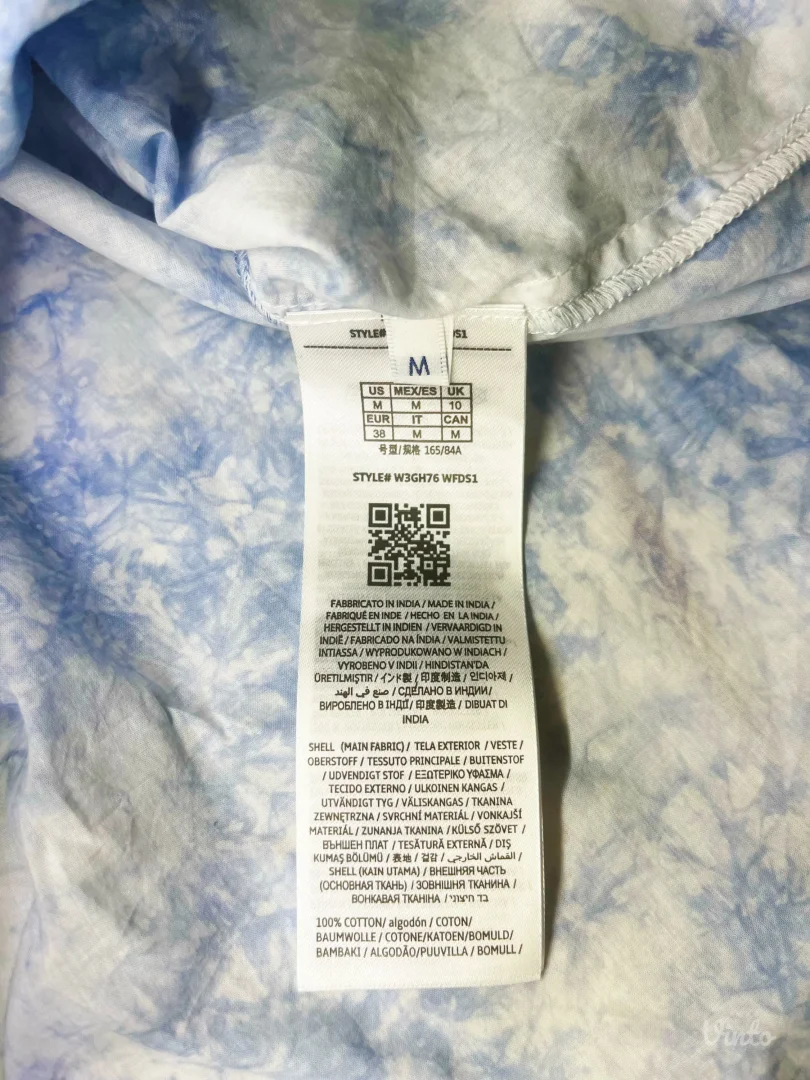 STYLE# DS1
M
US MEX/ES UK
M M 10
EUR IT CAN
38 M M
号型/规格 165/84A
STYLE# W3GH76 WFDS1
FABBRICATO IN INDIA / MADE IN INDIA /
FABRIQUÉ EN INDE / HECHO EN LA INDIA /
HERGESTELLT IN INDIEN / VERVAARDIGD IN
INDIË / FABRICADO NA ÍNDIA / VALMISTETTU
INTIASSA / WYPRODUKOWANO W INDIACH /
VYROBENO V INDII / HINDISTAN'DA
ÜRETILMIŞTIR / インド製 / 印度制造 / 인디아제 /
صنع في الهند / СДЕЛАНО В ИНДИИ /
ВИРОБЛЕНО В ІНДІЇ / 印度製造 / DIBUAT DI
INDIA
SHELL (MAIN FABRIC) / TELA EXTERIOR / VESTE /
OBERSTOFF / TESSUTO PRINCIPALE / BUITENSTOF
/ UDVENDIGT STOF / ΕΞΩΤΕΡΙΚΟ ΥΦΑΣΜΑ /
TECIDO EXTERNO / ULKOINEN KANGAS /
UTVÄNDIGT TYG / VÄLISKANGAS / TKANINA
ZEWNĘTRZNA / SVRCHNÍ MATERIÁL / VONKAJŠÍ
MATERIÁL / ZUNANJA TKANINA / KÜLSŐ SZÖVET /
ВЪНШЕН ПЛАТ / TESĂTURĂ EXTERNĂ / DIŞ
KUMAŞ BÖLÜMÜ / 表地 / 겉감 / القماش الخارجي /
SHELL (KAIN UTAMA) / ВНЕШНЯЯ ЧАСТЬ
(ОСНОВНАЯ ТКАНЬ) / ЗОВНІШНЯ ТКАНИНА /
ВОНКАВАЯ ТКАНІНА / בד חיצוני /
100% COTTON/ algodón / COTON/
BAUMWOLLE / COTONE/KATOEN/BOMULD/
BAMBAKI / ALGODÃO/PUUVILLA / BOMULL /
Vinto